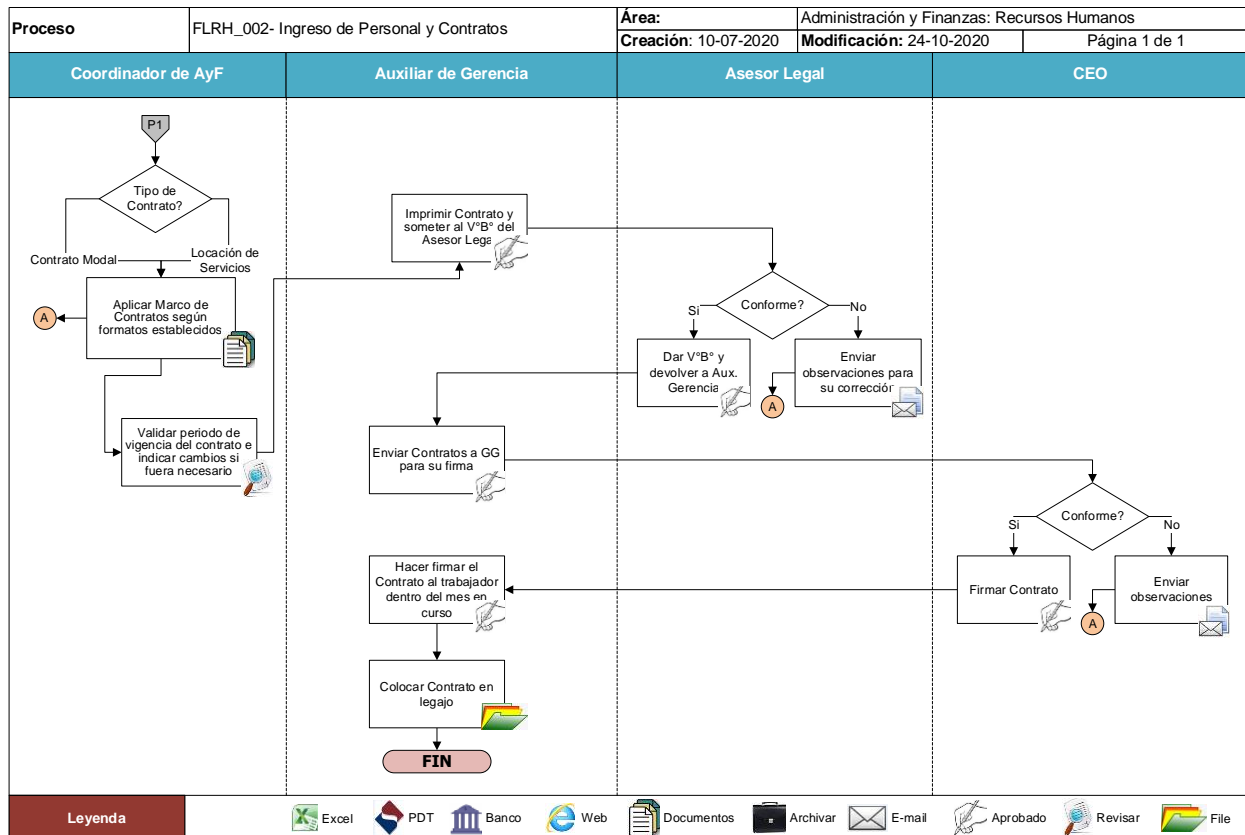 Proceso
FLRH_002- Ingreso de Personal y Contratos
Área:
Administración y Finanzas: Recursos Humanos
Creación: 10-07-2020
Modificación: 24-10-2020
Página 1 de 1
Coordinador de AyF
Auxiliar de Gerencia
Asesor Legal
CEO
P1
Tipo de
Contrato?
Contrato Modal
Locación de
Servicios
Aplicar Marco de
Contratos según
formatos establecidos
A
Validar periodo de
vigencia del contrato e
indicar cambios si
fuera necesario
Imprimir Contrato y
someter al V°B° del
Asesor Legal
Conforme?
Si
No
Dar V°B° y
devolver a Aux.
Gerencia
Enviar
observaciones para
su corrección
A
Enviar Contratos a GG
para su firma
Conforme?
Si
No
Firmar Contrato
Enviar
observaciones
A
Hacer firmar el
Contrato al trabajador
dentro del mes en
curso
Colocar Contrato en
legajo
FIN
Leyenda
Excel
PDT
Banco
Web
Documentos
Archivar
E-mail
Aprobado
Revisar
File